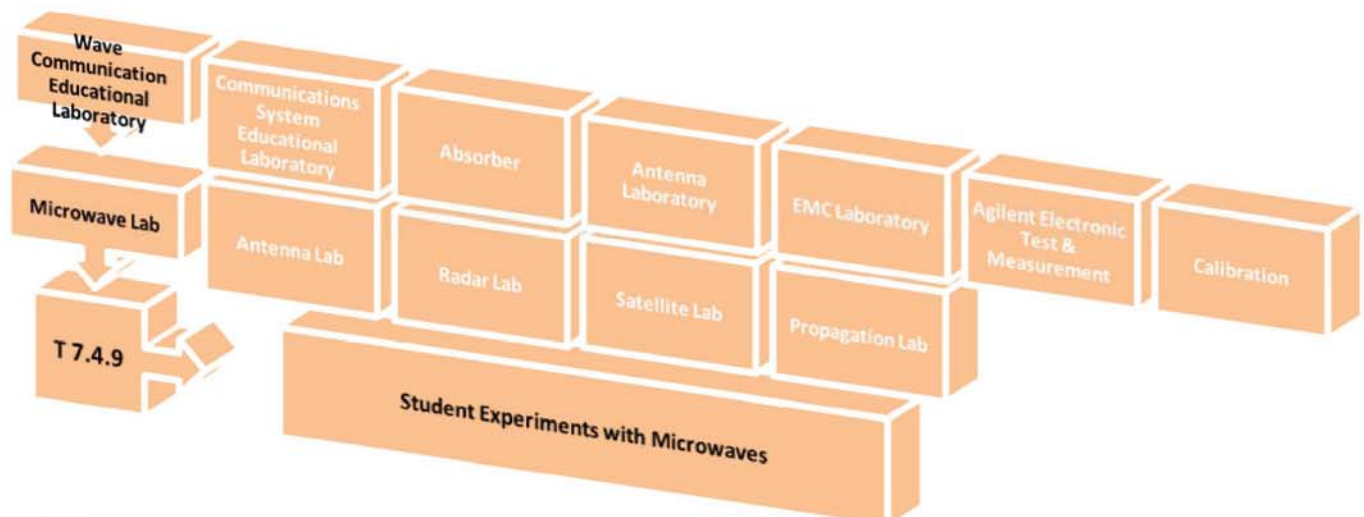 Wave
Communication
Educational
Laboratory
Communications
System
Educational
Laboratory
Absorber
Antenna
Laboratory
EMC Laboratory
Agilent Electronic
Test &
Measurement
Calibration
Microwave Lab
Antenna Lab
Radar Lab
Satellite Lab
Propagation Lab
T 7.4.9
Student Experiments with Microwaves